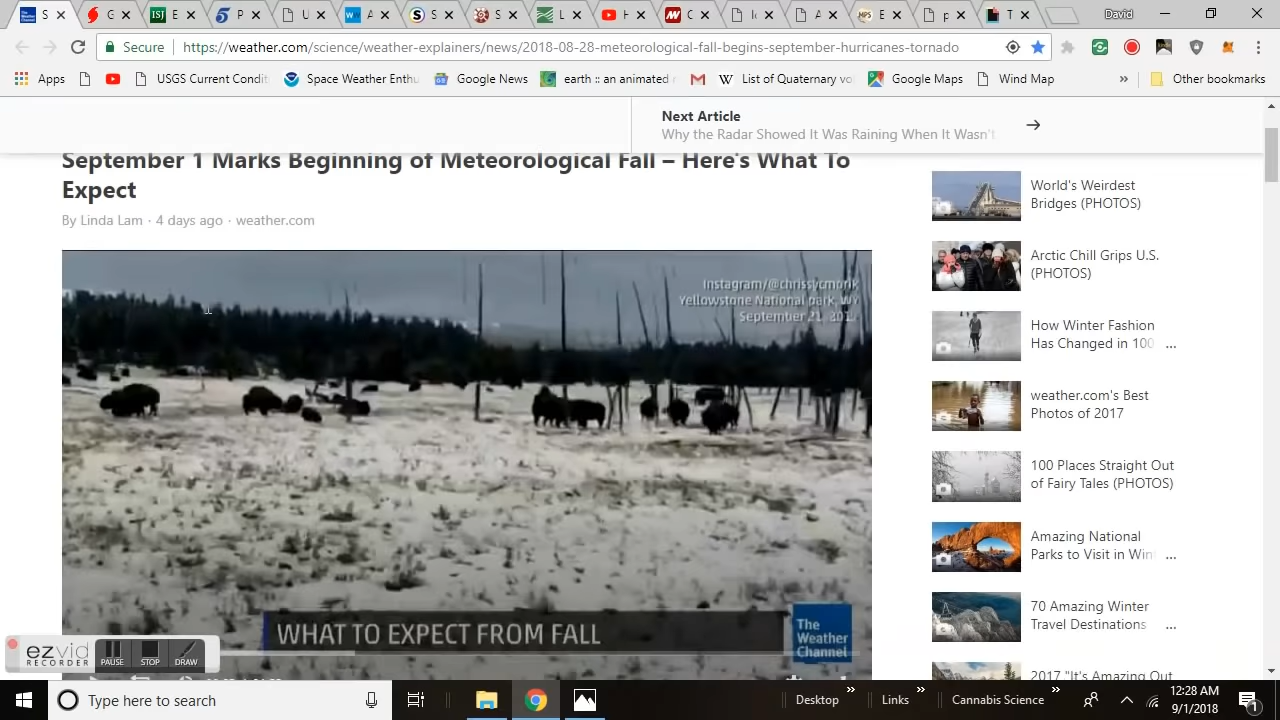 S
C
C
P
U
W
S
S
S
L
H
C
[
l
[
p
T
David
Secure
https://weather.com/science/weather-explainers/news/2018-08-28-meteorological-fall-begins-september-hurricanes-tornado
Apps
USGS Current Condit
Space Weather Enthu
Google News
earth :: an animated
List of Quaternary vo
Google Maps
Wind Map
»
Other bookmarks
Next Article
Why the Radar Showed It Was Raining When It Wasn't
September 1 Marks Beginning of Meteorological Fall – Here's What To
Expect
By Linda Lam · 4 days ago · weather.com
Yellowstone National park, WY
September 21, 201
WHAT TO EXPECT FROM FALL
The
Weather
Channel
World's Weirdest
Bridges (PHOTOS)
Arctic Chill Grips U.S.
(PHOTOS)
How Winter Fashion
Has Changed in 100 ...
weather.com's Best
Photos of 2017
100 Places Straight Out
of Fairy Tales (PHOTOS)
Amazing National
Parks to Visit in Win ...
70 Amazing Winter
Travel Destinations ...
2017 "It's Amazing Out
ezvid
RECORDER
PAUSE
STOP
DRAW
Type here to search
Desktop
»
Links
»
Cannabis Science
»
12:28 AM
9/1/2018
1